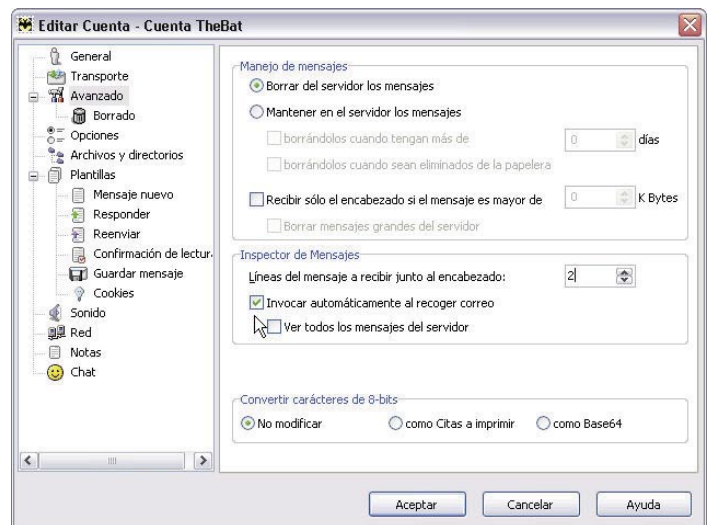 Editar Cuenta - Cuenta TheBat
General
Transporte
Avanzado
Borrado
Opciones
Archivos y directorios
Plantillas
Mensaje nuevo
Responder
Reenviar
Confirmación de lectur
Guardar mensaje
Cookies
Sonido
Red
Notas
Chat
Manejo de mensajes
Borrar del servidor los mensajes
Mantener en el servidor los mensajes
borrándolos cuando tengan más de 0 días
borrándolos cuando sean eliminados de la papelera
Recibir sólo el encabezado si el mensaje es mayor de 0 K Bytes
Borrar mensajes grandes del servidor
Inspector de Mensajes
Líneas del mensaje a recibir junto al encabezado: 2
Invocar automáticamente al recoger correo
Ver todos los mensajes del servidor
Convertir carácteres de 8-bits
No modificar como Citas a imprimir como Base64
Aceptar Cancelar Ayuda